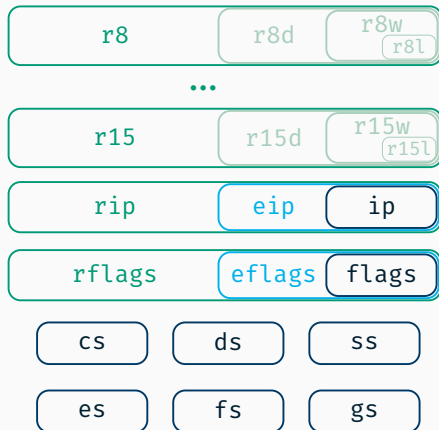 r8 r8d r8w
r8l
...
r15 r15d r15w
r15l
rip eip ip
rflags eflags flags
cs ds ss
es fs gs